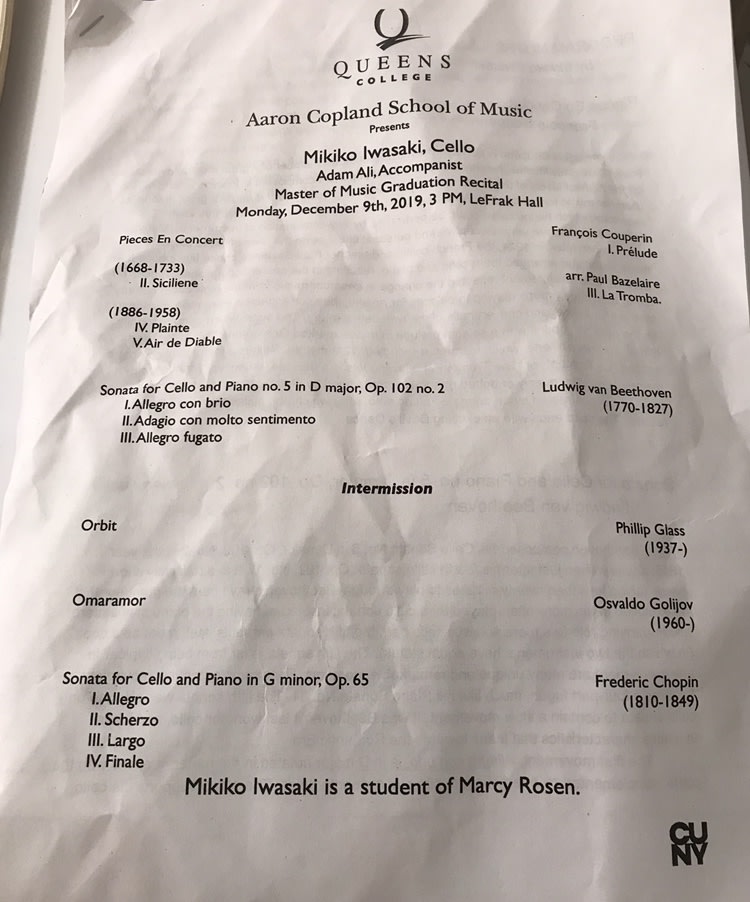 QUEENS
COLLEGE
Aaron Copland School of Music
Presents
Mikiko Iwasaki, Cello
Adam Ali, Accompanist
Master of Music Graduation Recital
Monday, December 9th, 2019, 3 PM, LeFrak Hall
Pieces En Concert François Couperin
I. Prélude
(1668-1733)
II. Siciliene arr. Paul Bazelaire
III. La Tromba.
(1886-1958)
IV. Plainte
V. Air de Diable
Sonata for Cello and Piano no. 5 in D major, Op. 102 no. 2 Ludwig van Beethoven
I. Allegro con brio (1770-1827)
II. Adagio con molto sentimento
III. Allegro fugato
Intermission
Orbit Phillip Glass
(1937-)
Omaramor Osvaldo Golijov
(1960-)
Sonata for Cello and Piano in G minor, Op. 65 Frederic Chopin
I. Allegro (1810-1849)
II. Scherzo
III. Largo
IV. Finale
Mikiko Iwasaki is a student of Marcy Rosen.
CU
NY